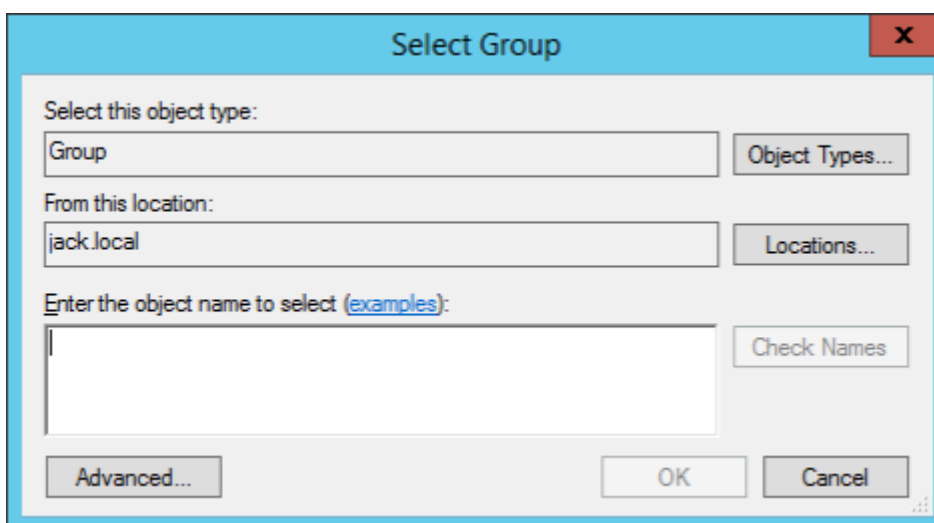 Select Group
x
Select this object type:
Group
Object Types...
From this location:
jack.local
Locations...
Enter the object name to select (examples):
Check Names
Advanced...
OK
Cancel